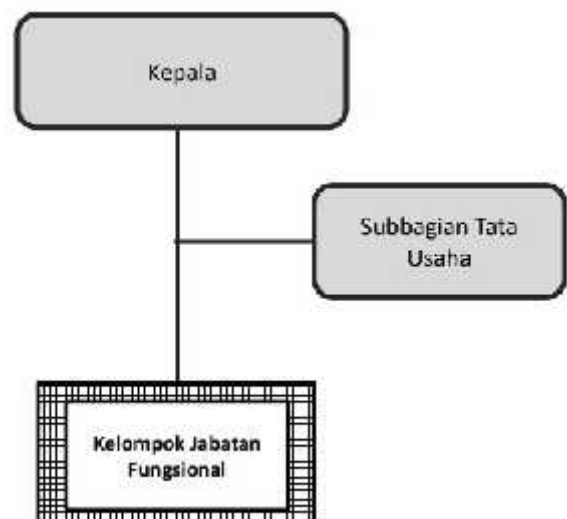 Kepala
Subbagian Tata
Usaha
Kelompok Jabatan
Fungsional